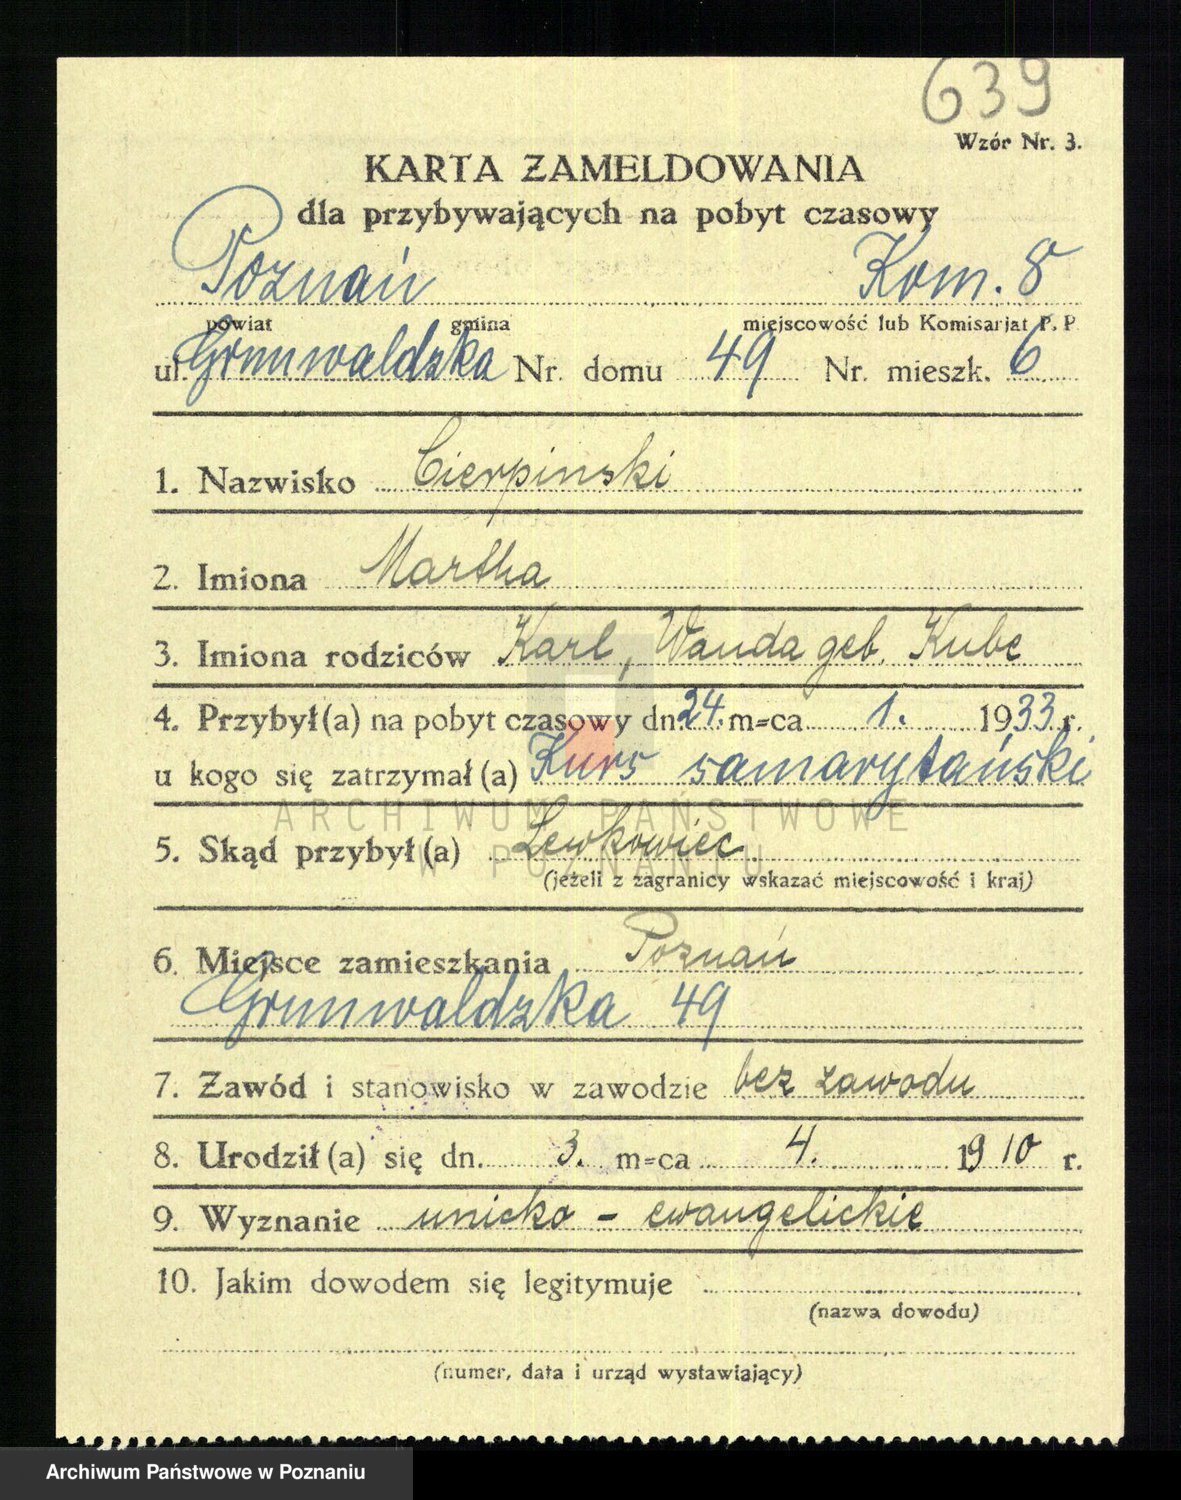 639
Wzór Nr. 3.
KARTA ZAMELDOWANIA
dla przybywających na pobyt czasowy
Poznań Kom. 8
powiat gmina miejscowość lub Komisarjat P. P.
ul. Grunwaldzka Nr. domu 49 Nr. mieszk. 6
1. Nazwisko Cierpinski
2. Imiona Martha
3. Imiona rodziców Karl, Wanda geb. Kube
4. Przybył(a) na pobyt czasowy dn. 24. m=ca 1. 1933 r.
u kogo się zatrzymał(a) Kurs samarytański
ARCHIWUM PAŃSTWOWE
5. Skąd przybył(a) Lewkowiec
W POZNANIU
(jeżeli z zagranicy wskazać miejscowość i kraj)
6. Miejsce zamieszkania Poznań
Grunwaldzka 49
7. Zawód i stanowisko w zawodzie bez zawodu
8. Urodził(a) się dn. 3. m=ca 4. 1910 r.
9. Wyznanie unicko - ewangelickie
10. Jakim dowodem się legitymuje
(nazwa dowodu)
(numer, data i urząd wystawiający)
Archiwum Państwowe w Poznaniu